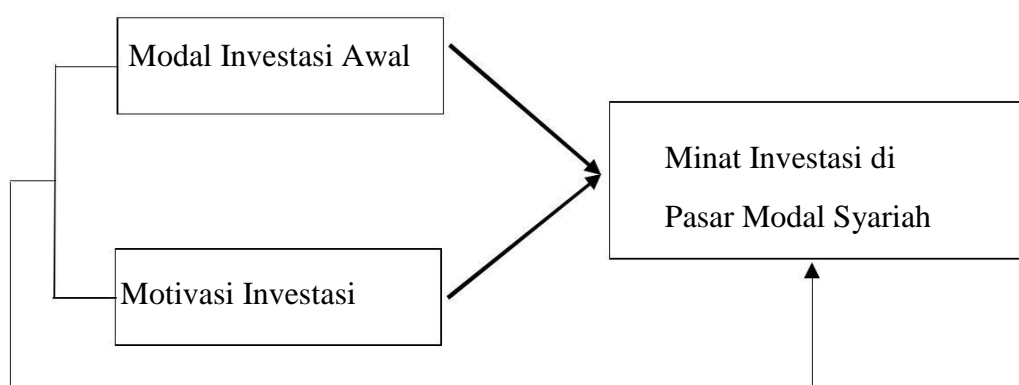 Modal Investasi Awal
Minat Investasi di
Pasar Modal Syariah
Motivasi Investasi